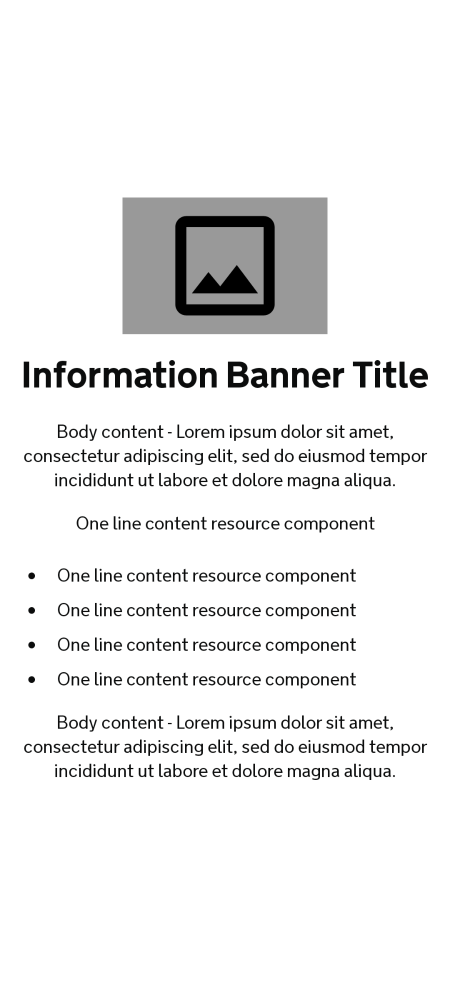 Information Banner Title
Body content - Lorem ipsum dolor sit amet,
consectetur adipiscing elit, sed do eiusmod tempor
incididunt ut labore et dolore magna aliqua.
One line content resource component
• One line content resource component
• One line content resource component
• One line content resource component
• One line content resource component
Body content - Lorem ipsum dolor sit amet,
consectetur adipiscing elit, sed do eiusmod tempor
incididunt ut labore et dolore magna aliqua.